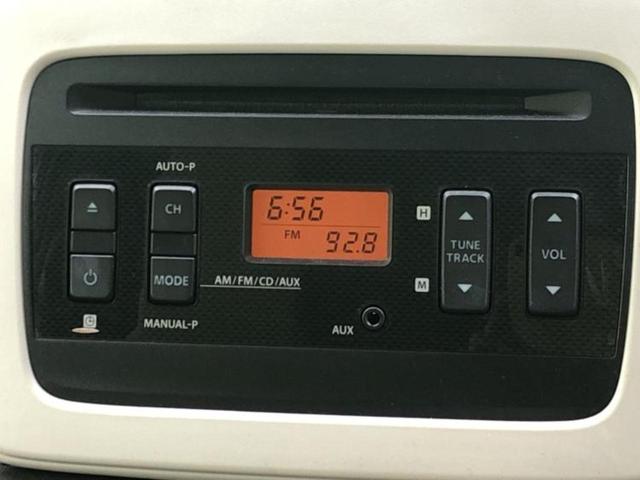 AUTO-P
CH
MODE
AM/FM/CD/AUX
MANUAL-P
6:56
FM 92.8
AUX
H
M
TUNE
TRACK
VOL